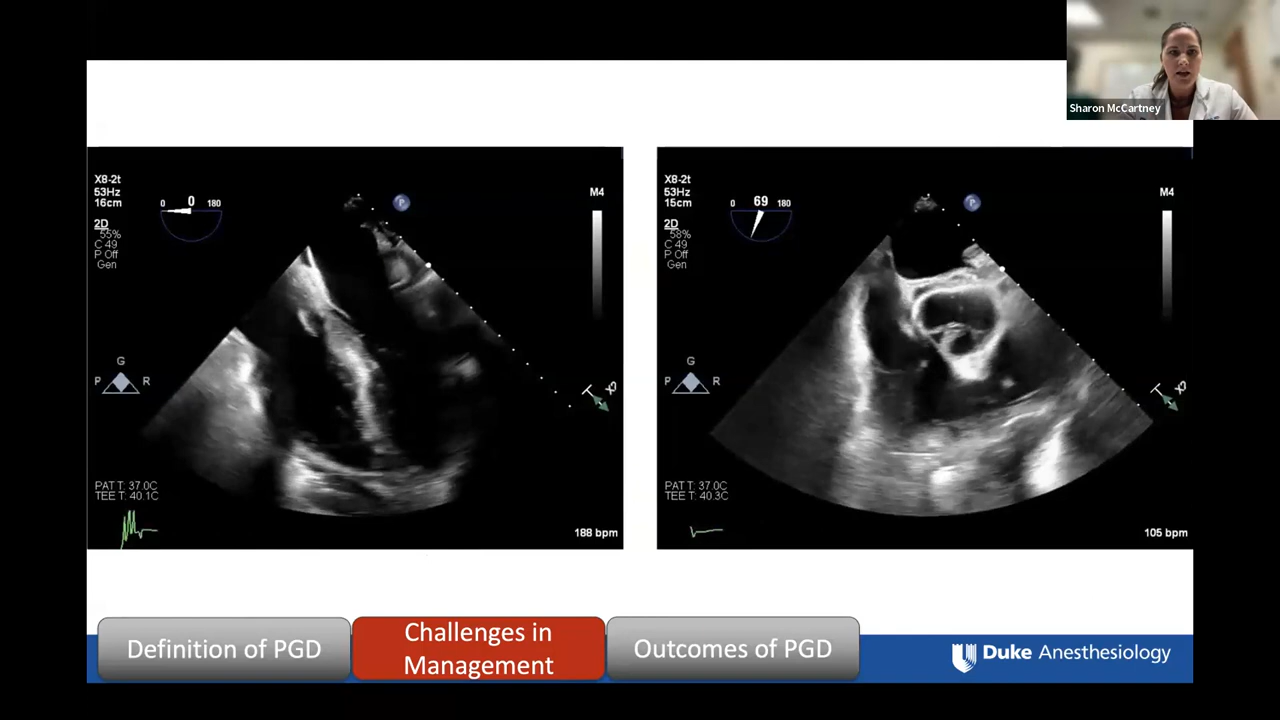 Sharon McCartney
X8-2t
53Hz
16cm
0 0 180
2D
55%
C 49
P Off
Gen
M4
P
G
P R
PAT T: 37.0C
TEE T: 40.1C
188 bpm
X8-2t
53Hz
15cm
0 69 180
2D
58%
C 49
P Off
Gen
M4
P
G
P R
PAT T: 37.0C
TEE T: 40.3C
105 bpm
Definition of PGD
Challenges in
Management
Outcomes of PGD
Duke Anesthesiology